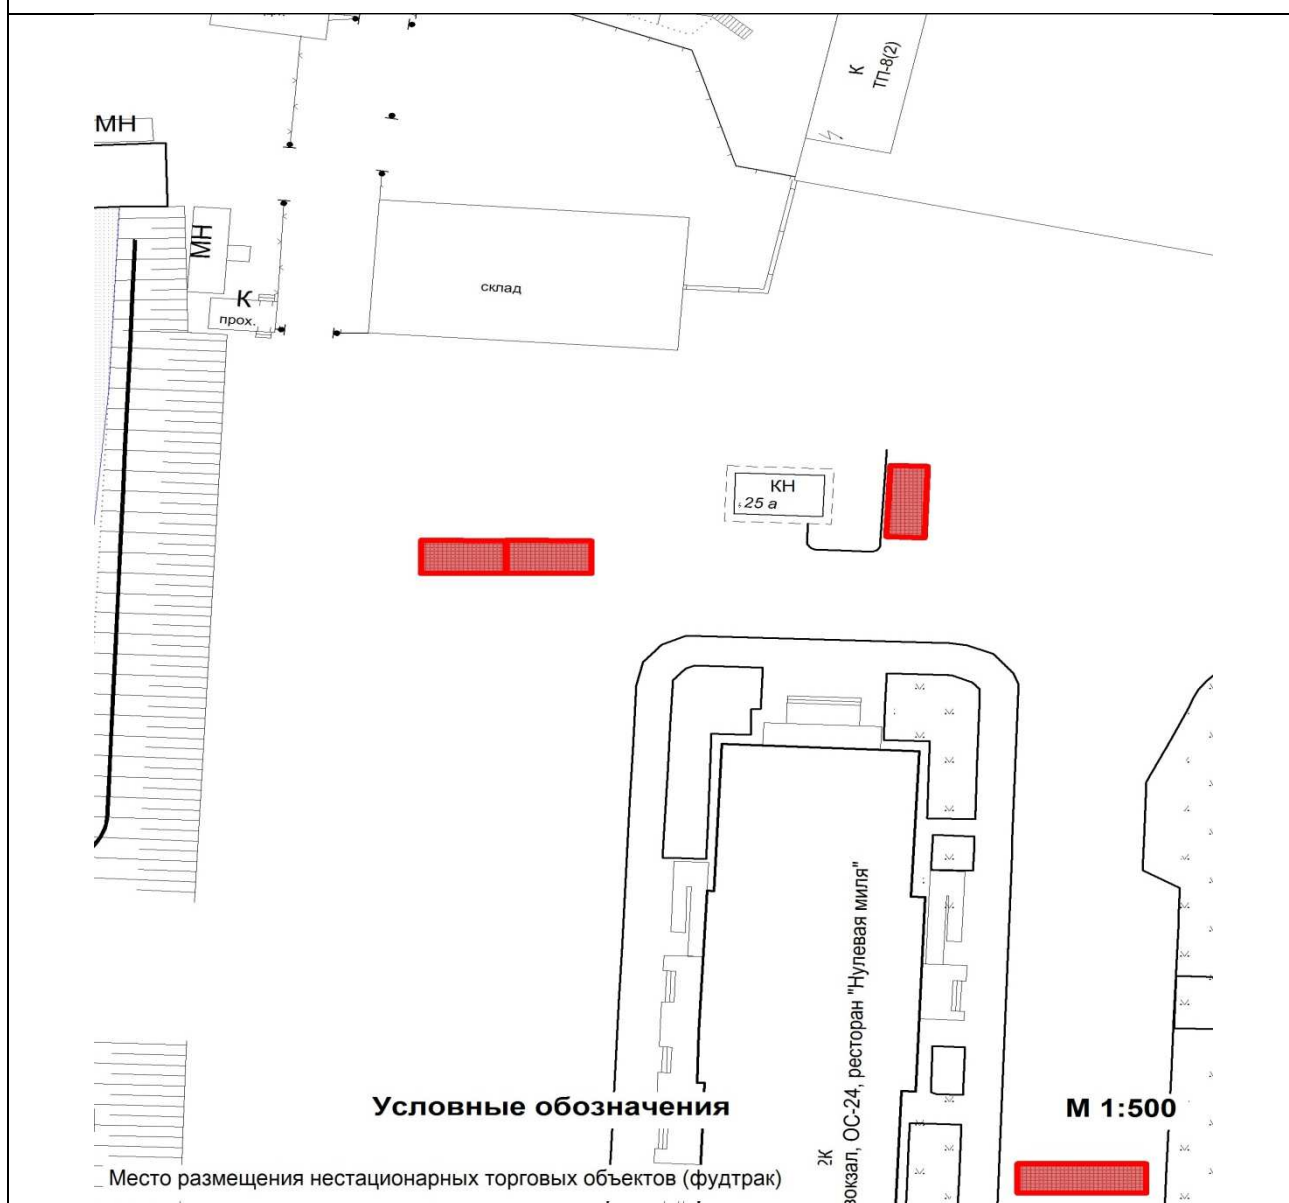 К
ТП-8(2)
МН
МН
К
прох.
склад
КН
25 а
2К
вокзал, ОС-24, ресторан "Нулевая миля"
Условные обозначения
М 1:500
Место размещения нестационарных торговых объектов (фудтрак)